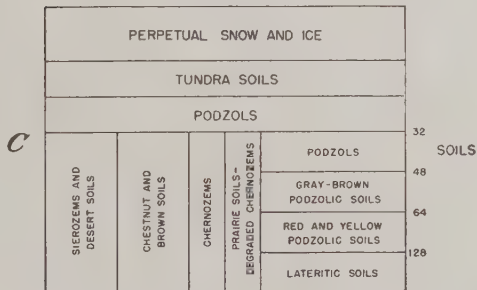 PERPETUAL SNOW AND ICE
TUNDRA SOILS
PODZOLS
C
32
SOILS
SIEROZEMS AND
DESERT SOILS
CHESTNUT AND
BROWN SOILS
CHERNOZEMS
PRAIRIE SOILS-
DEGRADED CHERNOZEMS
PODZOLS
48
GRAY-BROWN
PODZOLIC SOILS
64
RED AND YELLOW
PODZOLIC SOILS
128
LATERITIC SOILS